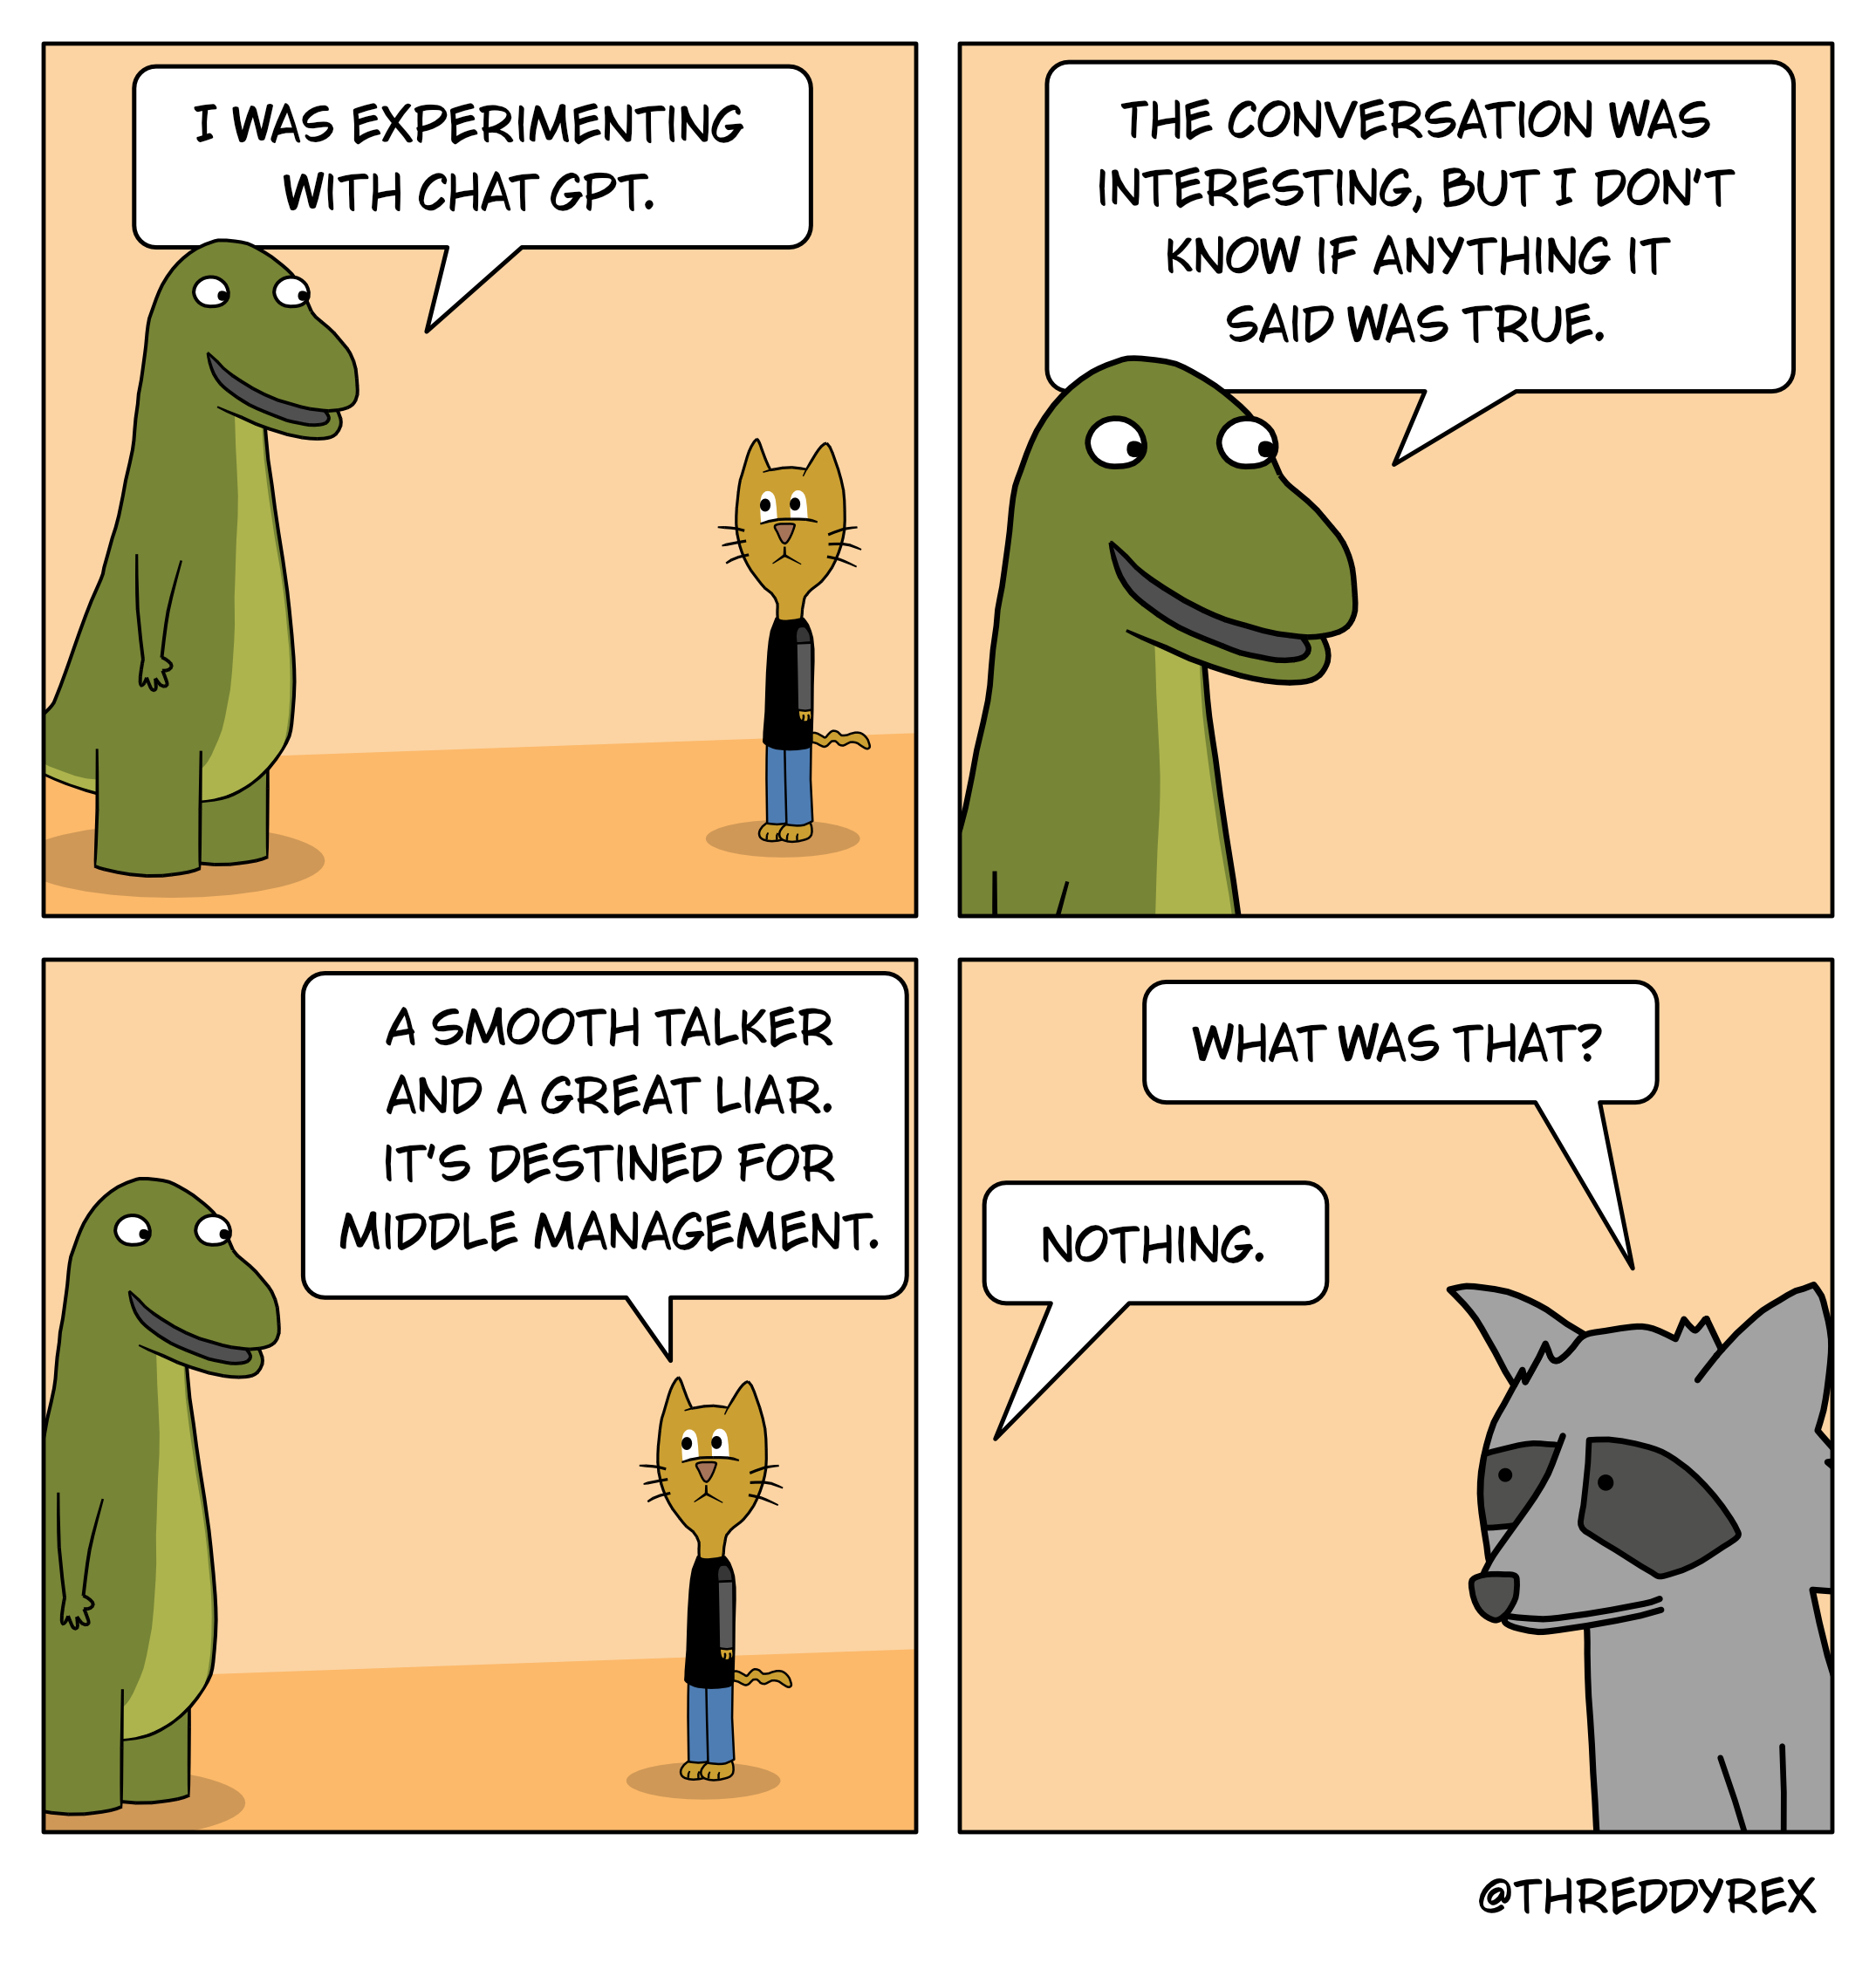 I WAS EXPERIMENTING
WITH CHAT GPT.
THE CONVERSATION WAS
INTERESTING, BUT I DON'T
KNOW IF ANYTHING IT
SAID WAS TRUE.
A SMOOTH TALKER
AND A GREAT LIAR.
IT'S DESTINED FOR
MIDDLE MANAGEMENT.
WHAT WAS THAT?
NOTHING.
@THREDDYREX